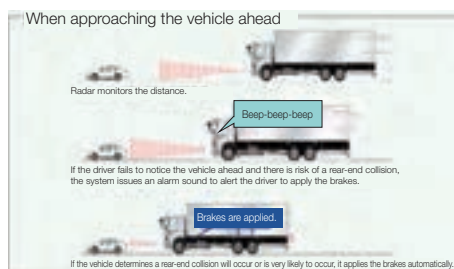 When approaching the vehicle ahead
Radar monitors the distance.
Beep-beep-beep
If the driver fails to notice the vehicle ahead and there is risk of a rear-end collision,
the system issues an alarm sound to alert the driver to apply the brakes.
Brakes are applied.
If the vehicle determines a rear-end collision will occur or is very likely to occur, it applies the brakes automatically.